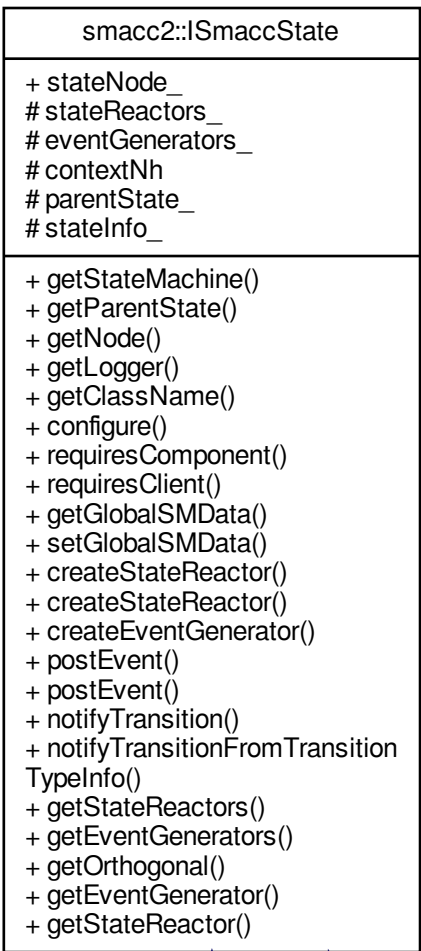 smacc2::ISmaccState
+ stateNode_
# stateReactors_
# eventGenerators_
# contextNh
# parentState_
# stateInfo_
+ getStateMachine()
+ getParentState()
+ getNode()
+ getLogger()
+ getClassName()
+ configure()
+ requiresComponent()
+ requiresClient()
+ getGlobalSMData()
+ setGlobalSMData()
+ createStateReactor()
+ createStateReactor()
+ createEventGenerator()
+ postEvent()
+ postEvent()
+ notifyTransition()
+ notifyTransitionFromTransition
TypeInfo()
+ getStateReactors()
+ getEventGenerators()
+ getOrthogonal()
+ getEventGenerator()
+ getStateReactor()